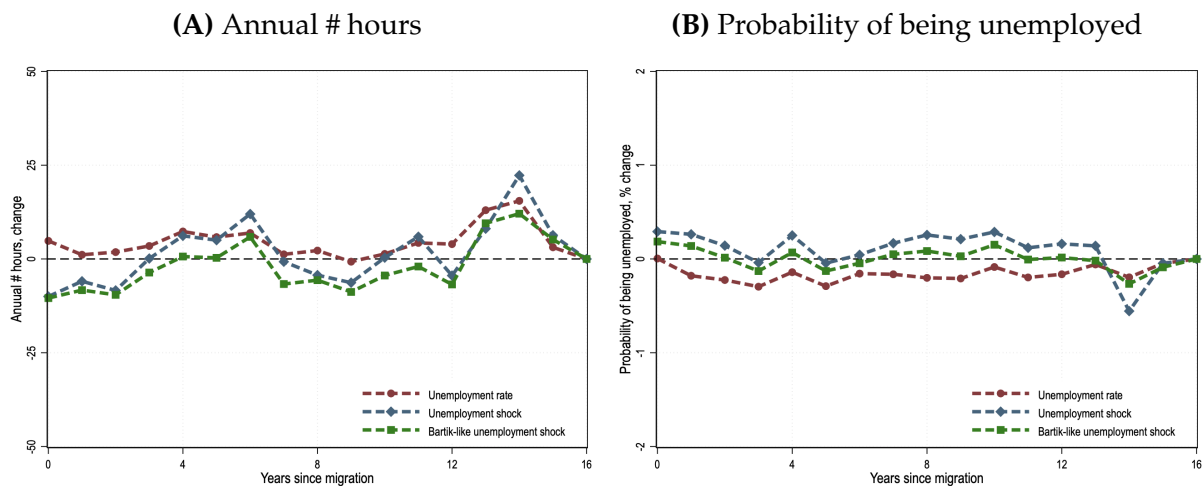 (A) Annual # hours
50
25
0
-25
-50
Annual # hours, change
Unemployment rate
Unemployment shock
Bartik-like unemployment shock
0 4 8 12 16
Years since migration
(B) Probability of being unemployed
2
1
0
-1
-2
Probability of being unemployed, % change
Unemployment rate
Unemployment shock
Bartik-like unemployment shock
0 4 8 12 16
Years since migration